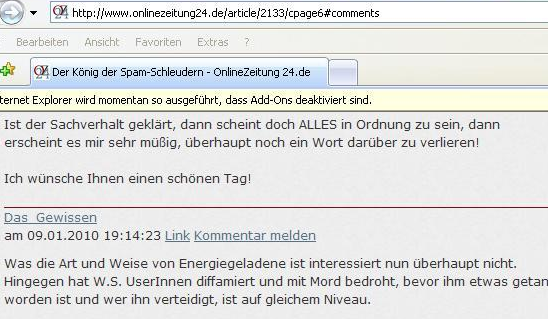 http://www.onlinezeitung24.de/article/2133/cpage6#comments
Bearbeiten Ansicht Favoriten Extras ?
OZ24 Der König der Spam-Schleudern - OnlineZeitung 24.de
ternet Explorer wird momentan so ausgeführt, dass Add-Ons deaktiviert sind.
Ist der Sachverhalt geklärt, dann scheint doch ALLES in Ordnung zu sein, dann
erscheint es mir sehr müßig, überhaupt noch ein Wort darüber zu verlieren!
Ich wünsche Ihnen einen schönen Tag!
Das_Gewissen
am 09.01.2010 19:14:23 Link Kommentar melden
Was die Art und Weise von Energiegeladene ist interessiert nun überhaupt nicht.
Hingegen hat W.S. UserInnen diffamiert und mit Mord bedroht, bevor ihm etwas getan
worden ist und wer ihn verteidigt, ist auf gleichem Niveau.